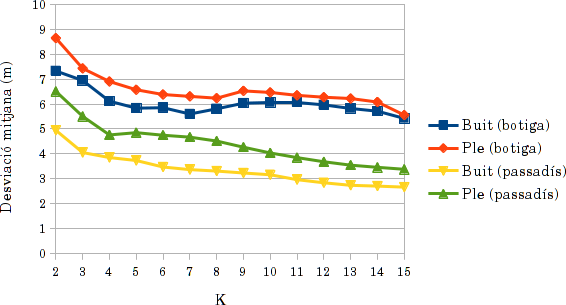 Desviació mitjana (m)
10
9
8
7
6
5
4
3
2
1
0
2 3 4 5 6 7 8 9 10 11 12 13 14 15
K
Buit (botiga)
Ple (botiga)
Buit (passadís)
Ple (passadís)